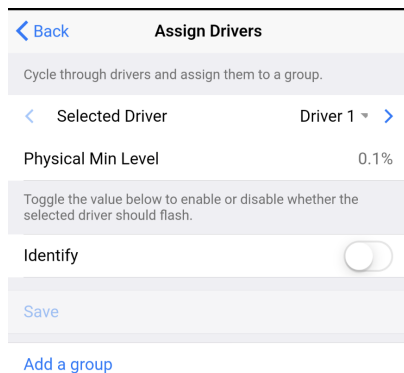 Back Assign Drivers
Cycle through drivers and assign them to a group.
Selected Driver Driver 1
Physical Min Level 0.1%
Toggle the value below to enable or disable whether the
selected driver should flash.
Identify
Save
Add a group